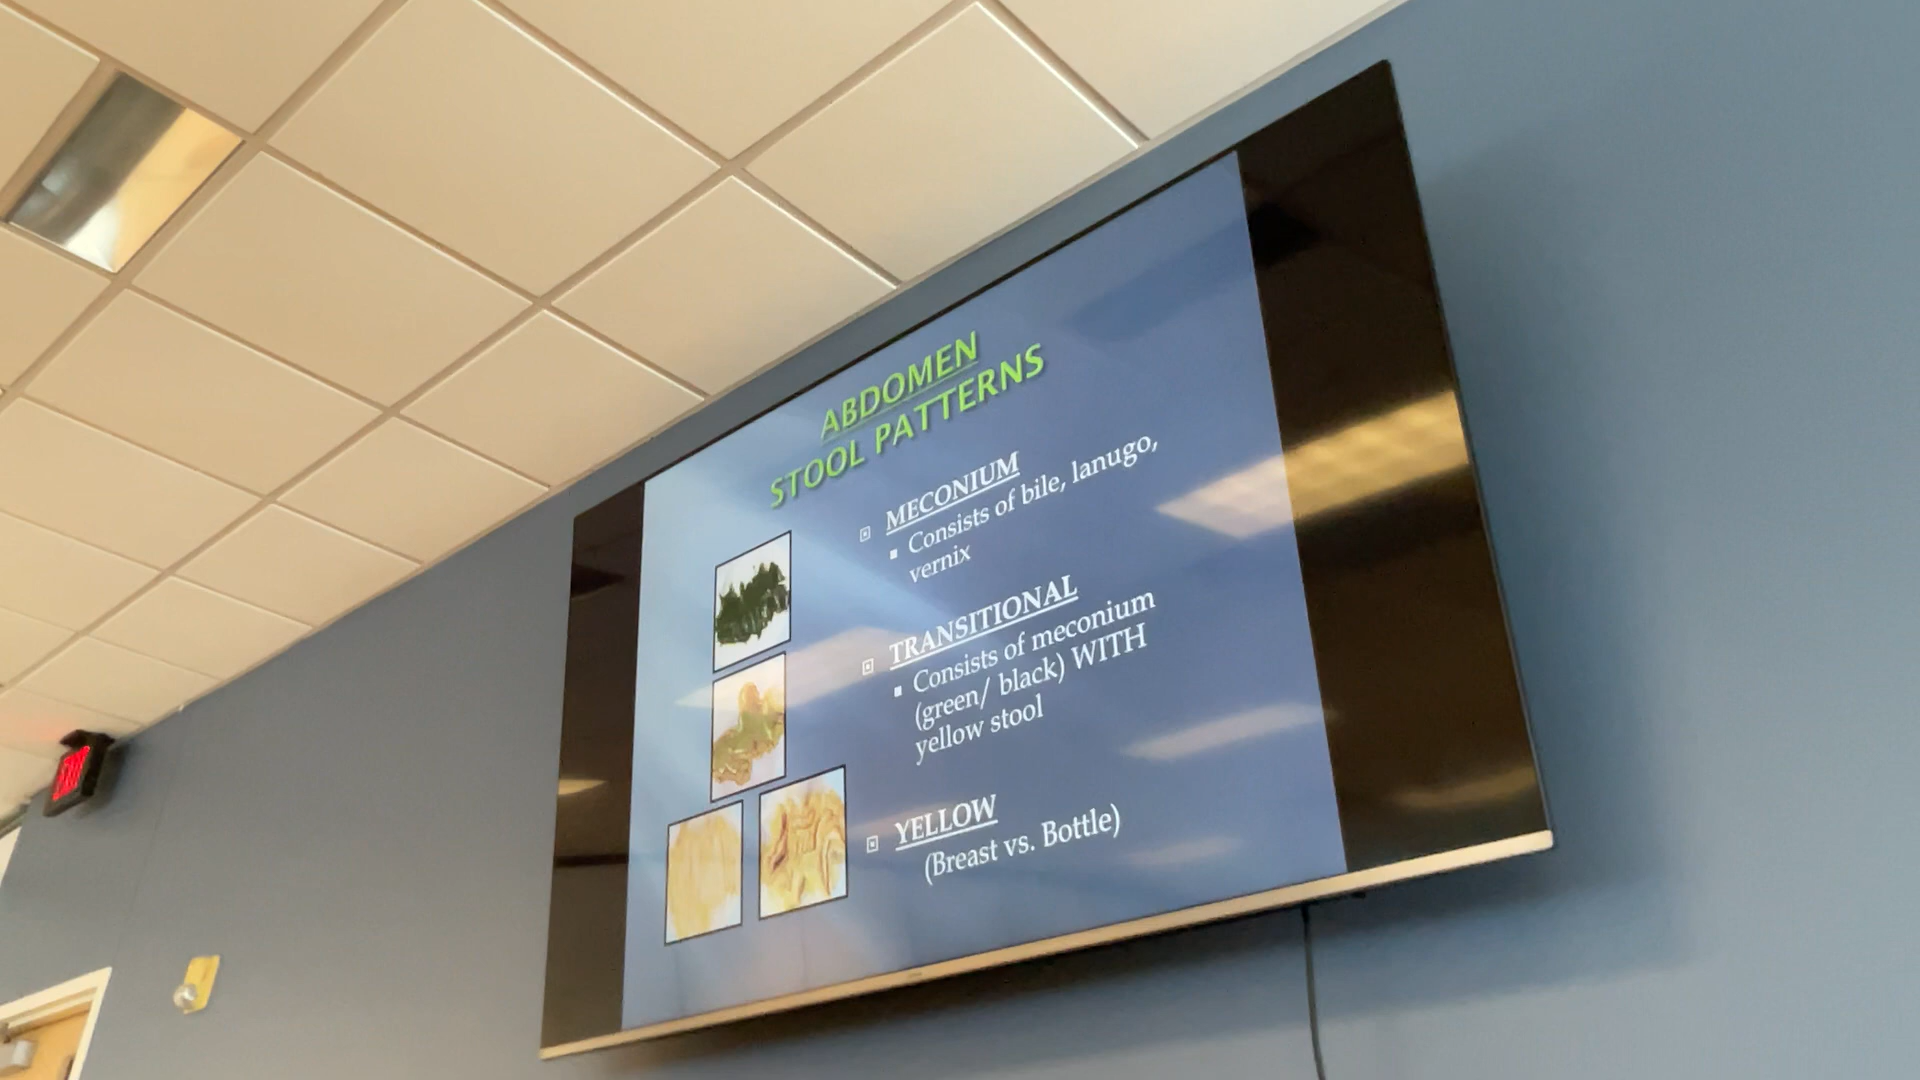 ABDOMEN
STOOL PATTERNS
MECONIUM
Consists of bile, lanugo,
vernix
TRANSITIONAL
Consists of meconium
(green/ black) WITH
yellow stool
YELLOW
(Breast vs. Bottle)
EXIT